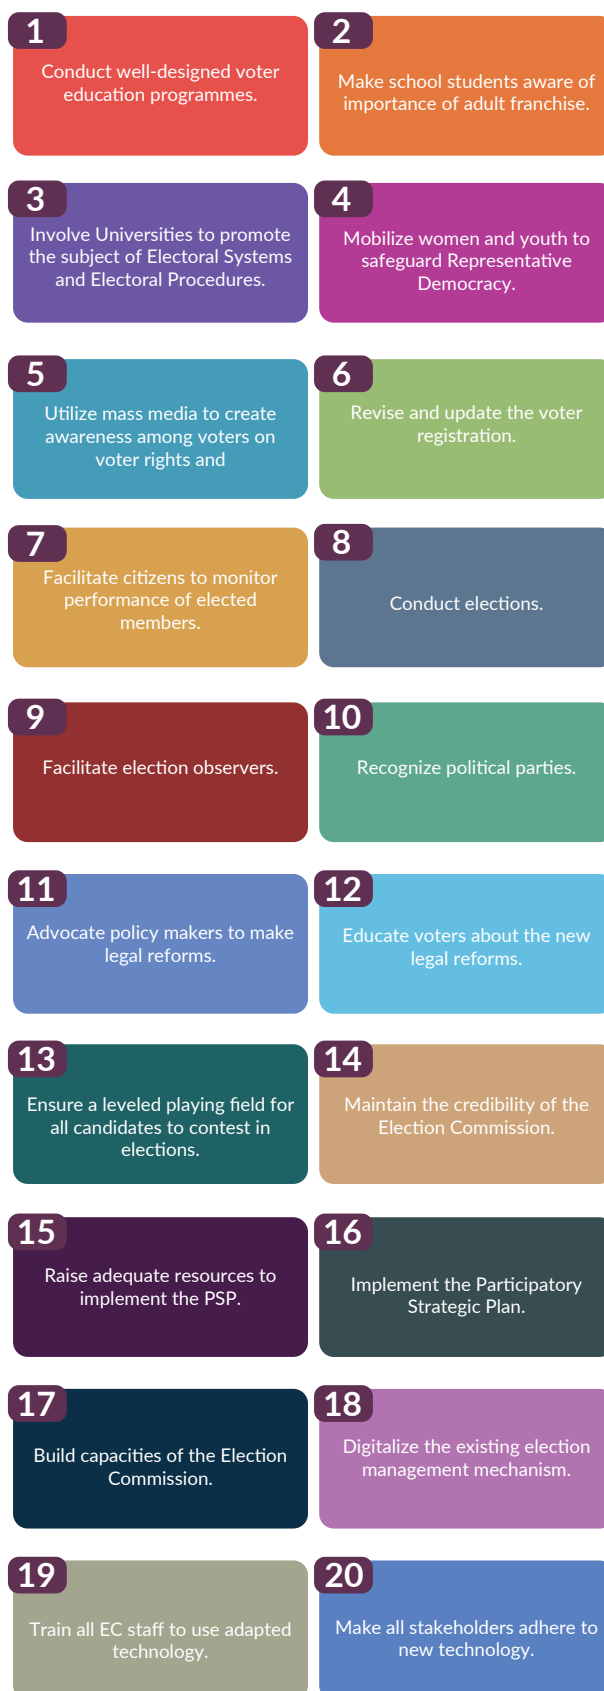 1
Conduct well-designed voter
education programmes.
2
Make school students aware of
importance of adult franchise.
3
Involve Universities to promote
the subject of Electoral Systems
and Electoral Procedures.
4
Mobilize women and youth to
safeguard Representative
Democracy.
5
Utilize mass media to create
awareness among voters on
voter rights and
6
Revise and update the voter
registration.
7
Facilitate citizens to monitor
performance of elected
members.
8
Conduct elections.
9
Facilitate election observers.
10
Recognize political parties.
11
Advocate policy makers to make
legal reforms.
12
Educate voters about the new
legal reforms.
13
Ensure a leveled playing field for
all candidates to contest in
elections.
14
Maintain the credibility of the
Election Commission.
15
Raise adequate resources to
implement the PSP.
16
Implement the Participatory
Strategic Plan.
17
Build capacities of the Election
Commission.
18
Digitalize the existing election
management mechanism.
19
Train all EC staff to use adapted
technology.
20
Make all stakeholders adhere to
new technology.